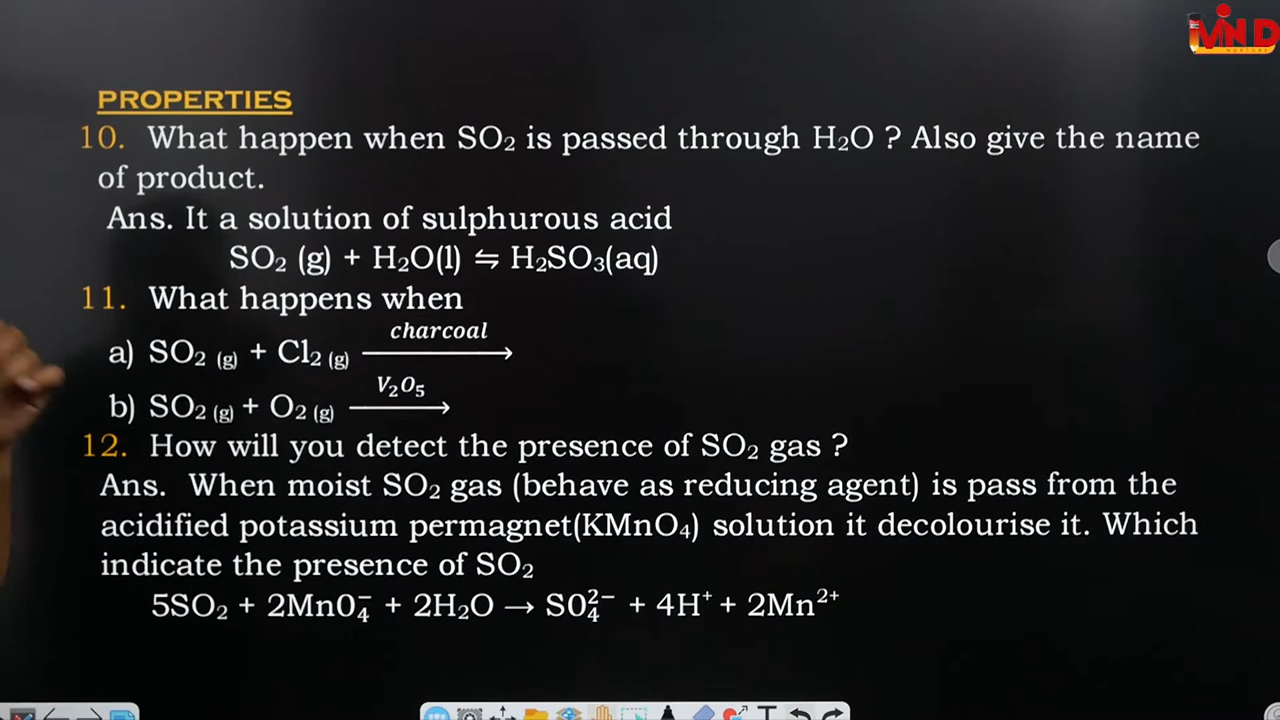 MIND
NURTURE
PROPERTIES
10. What happen when SO₂ is passed through H₂O ? Also give the name
of product.
Ans. It a solution of sulphurous acid
SO₂ (g) + H₂O(l) ⇋ H₂SO₃(aq)
11. What happens when
charcoal
a) SO₂ (g) + Cl₂ (g) ⟶
V₂O₅
b) SO₂ (g) + O₂ (g) ⟶
12. How will you detect the presence of SO₂ gas ?
Ans. When moist SO₂ gas (behave as reducing agent) is pass from the
acidified potassium permagnet(KMnO₄) solution it decolourise it. Which
indicate the presence of SO₂
5SO₂ + 2Mn0₄⁻ + 2H₂O → S0₄²⁻ + 4H⁺ + 2Mn²⁺
T